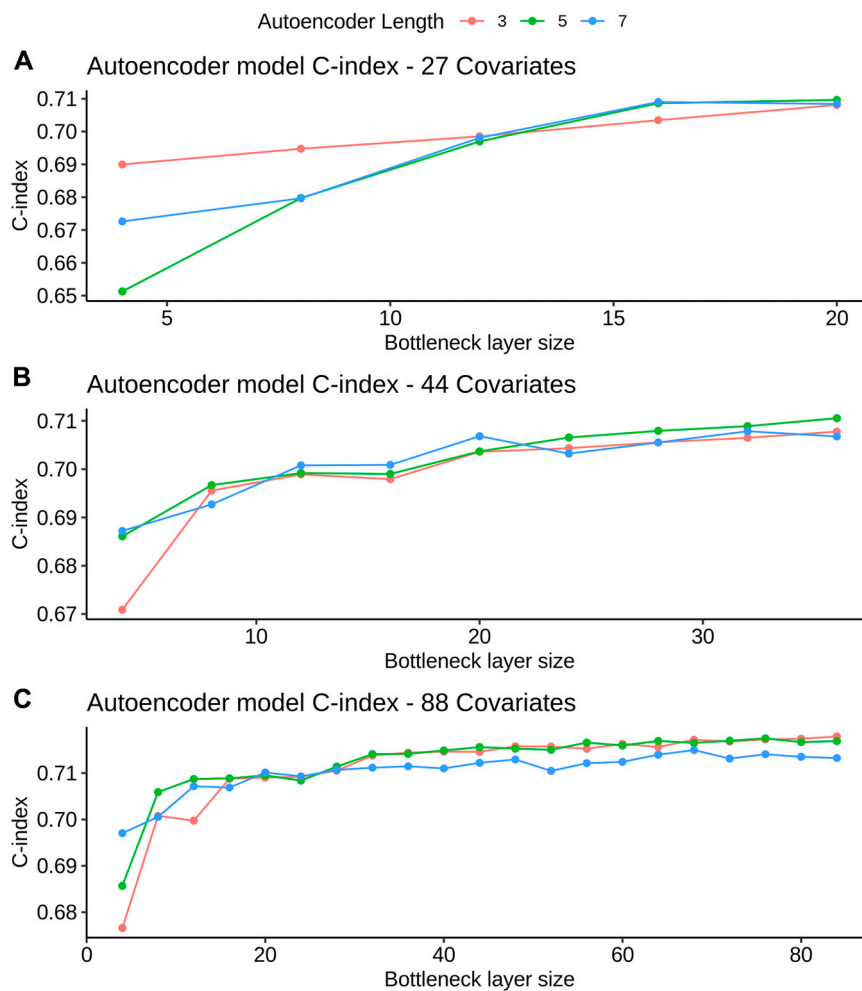 Autoencoder Length 3 5 7
A
Autoencoder model C-index - 27 Covariates
0.71
0.70
0.69
0.68
0.67
0.66
0.65
C-index
5 10 15 20
Bottleneck layer size
B
Autoencoder model C-index - 44 Covariates
0.71
0.70
0.69
0.68
0.67
C-index
10 20 30
Bottleneck layer size
C
Autoencoder model C-index - 88 Covariates
0.71
0.70
0.69
0.68
C-index
0 20 40 60 80
Bottleneck layer size